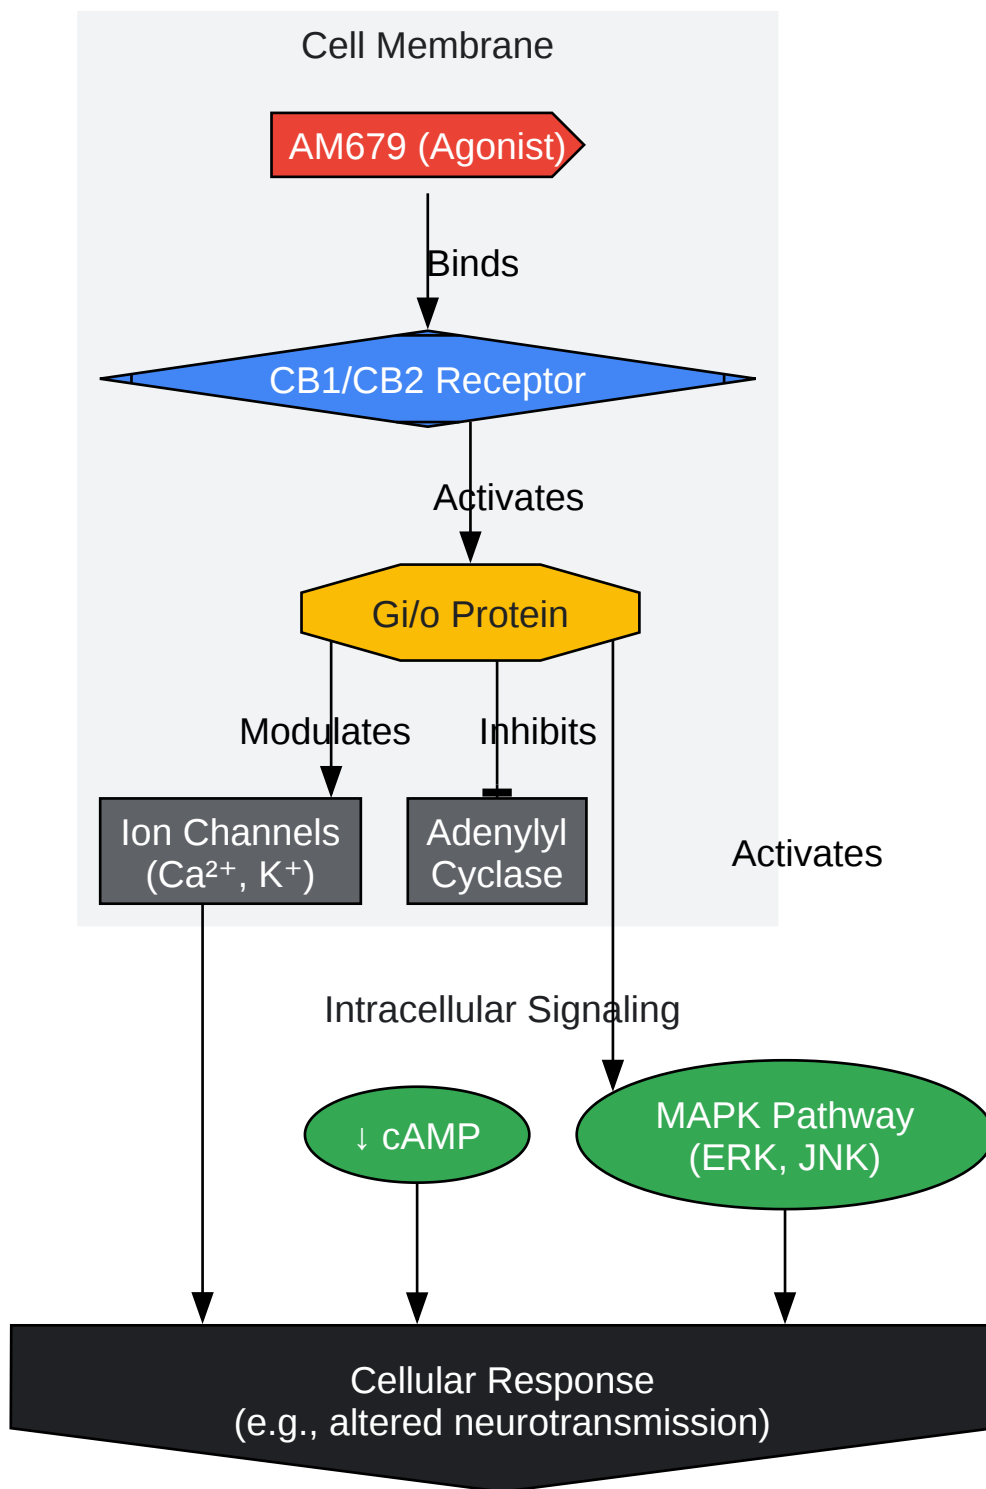 Cell Membrane
AM679 (Agonist)
Binds
CB1/CB2 Receptor
Activates
Gi/o Protein
Modulates
Inhibits
Ion Channels
(Ca²⁺, K⁺)
Adenylyl
Cyclase
Activates
Intracellular Signaling
↓ cAMP
MAPK Pathway
(ERK, JNK)
Cellular Response
(e.g., altered neurotransmission)